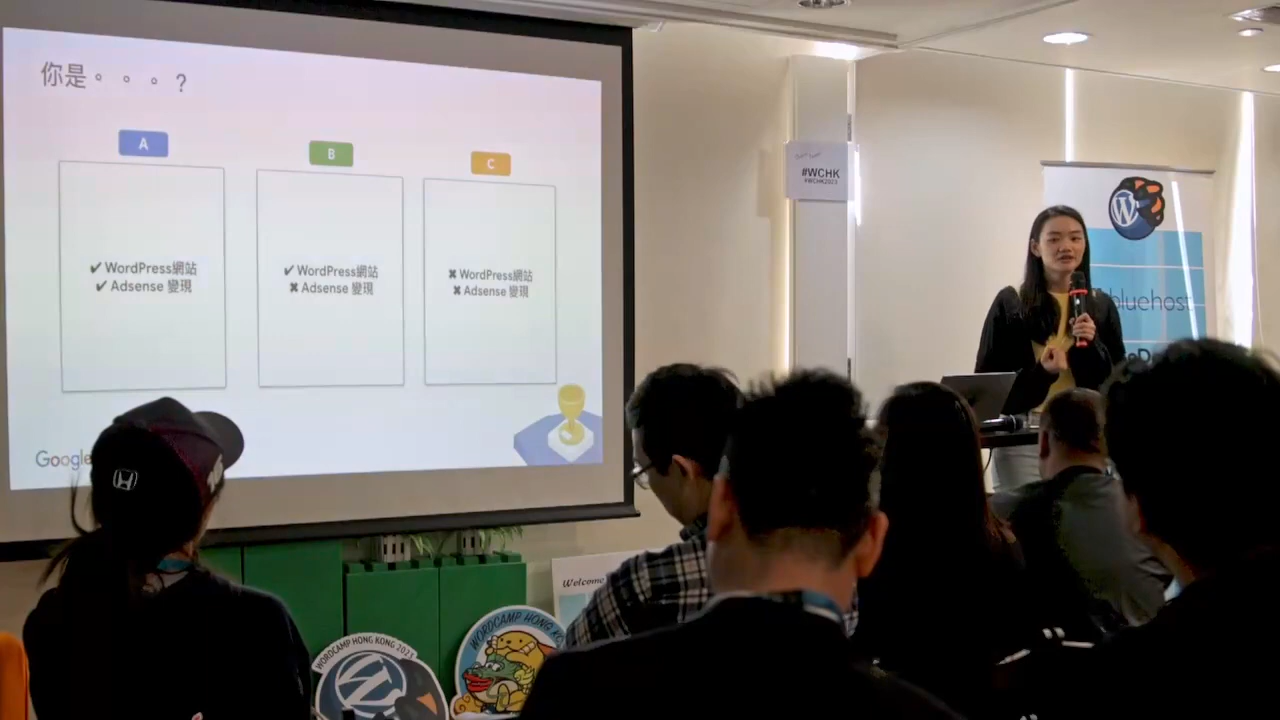 你是。。。?
A
B
C
✔ WordPress網站
✔ Adsense 變現
✔ WordPress網站
✖ Adsense 變現
✖ WordPress網站
✖ Adsense 變現
Google
#WCHK
#WCHK2023
W
bluehost
Welcome
WORDCAMP HONG KONG 2023
WORDCAMP HONG KO